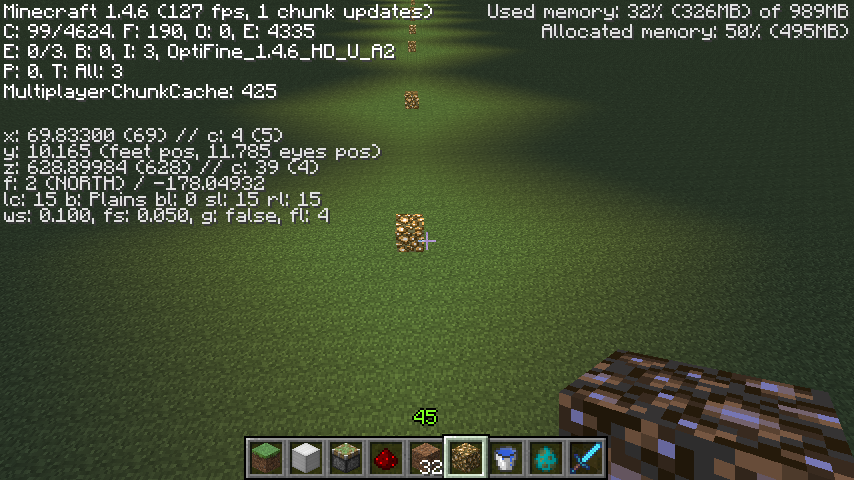 Minecraft 1.4.6 (127 fps, 1 chunk updates)
C: 99/4624. F: 190, O: 0, E: 4335
E: 0/3. B: 0, I: 3, OptiFine_1.4.6_HD_U_A2
P: 0. T: All: 3
MultiplayerChunkCache: 425
Used memory: 32% (326MB) of 989MB
Allocated memory: 50% (495MB)
x: 69.83300 (69) // c: 4 (5)
y: 10.165 (feet pos, 11.785 eyes pos)
z: 628.89984 (628) // c: 39 (4)
f: 2 (NORTH) / -178.04932
lc: 15 b: Plains bl: 0 sl: 15 rl: 15
ws: 0.100, fs: 0.050, g: false, fl: 4
45
32